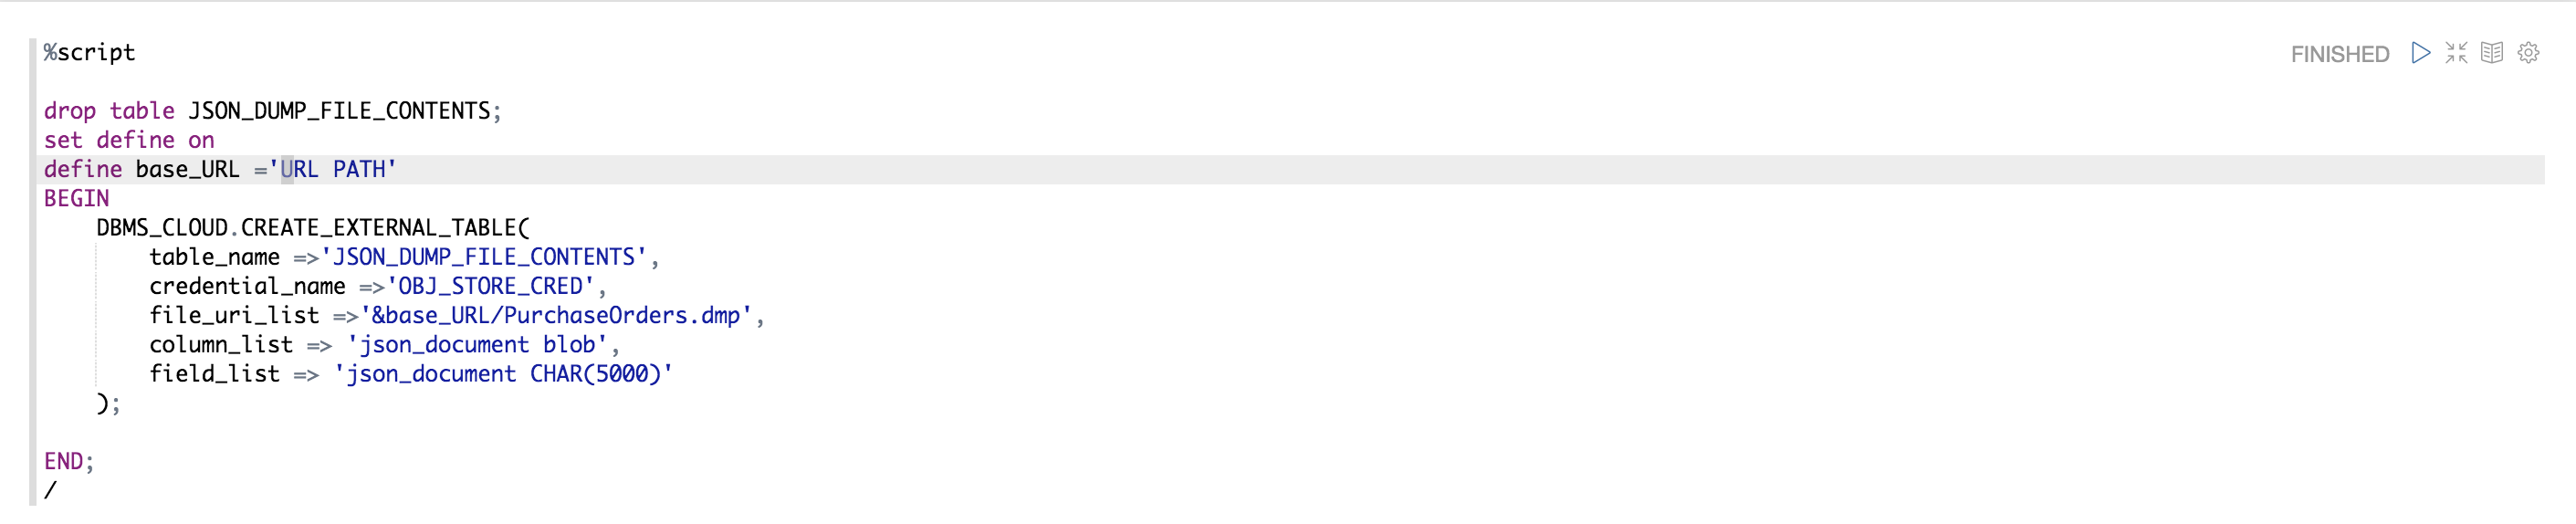 %script
FINISHED
drop table JSON_DUMP_FILE_CONTENTS;
set define on
define base_URL ='URL PATH'
BEGIN
    DBMS_CLOUD.CREATE_EXTERNAL_TABLE(
        table_name =>'JSON_DUMP_FILE_CONTENTS',
        credential_name =>'OBJ_STORE_CRED',
        file_uri_list =>'&base_URL/PurchaseOrders.dmp',
        column_list => 'json_document blob',
        field_list => 'json_document CHAR(5000)'
    );
END;
/